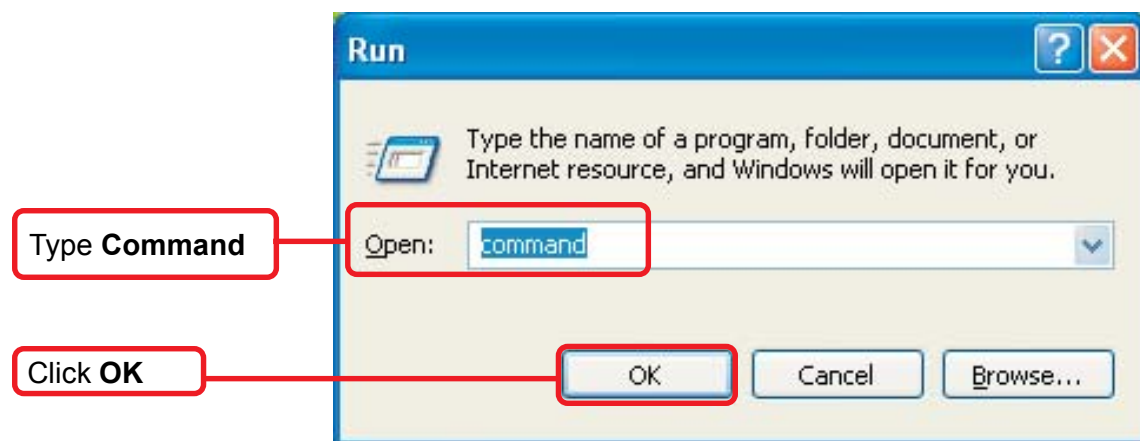 Run
Type the name of a program, folder, document, or
Internet resource, and Windows will open it for you.
Type Command
Open: command
Click OK
OK Cancel Browse...